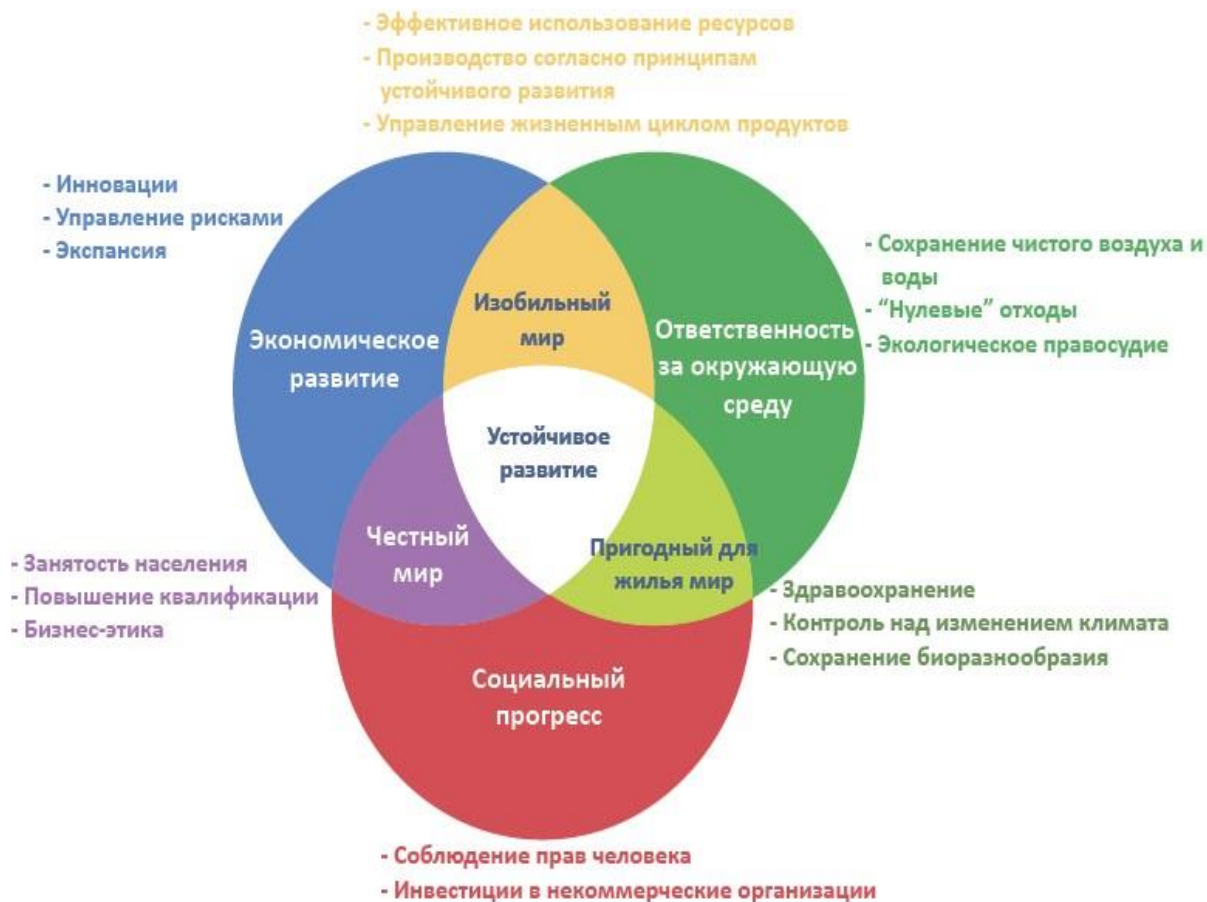 - Эффективное использование ресурсов
- Производство согласно принципам
устойчивого развития
- Управление жизненным циклом продуктов
- Инновации
- Управление рисками
- Экспансия
- Сохранение чистого воздуха и
воды
- “Нулевые” отходы
- Экологическое правосудие
Изобильный
мир
Экономическое
развитие
Ответственность
за окружающую
среду
Устойчивое
развитие
Честный
мир
Пригодный для
жилья мир
- Занятость населения
- Повышение квалификации
- Бизнес-этика
- Здравоохранение
- Контроль над изменением климата
- Сохранение биоразнообразия
Социальный
прогресс
- Соблюдение прав человека
- Инвестиции в некоммерческие организации